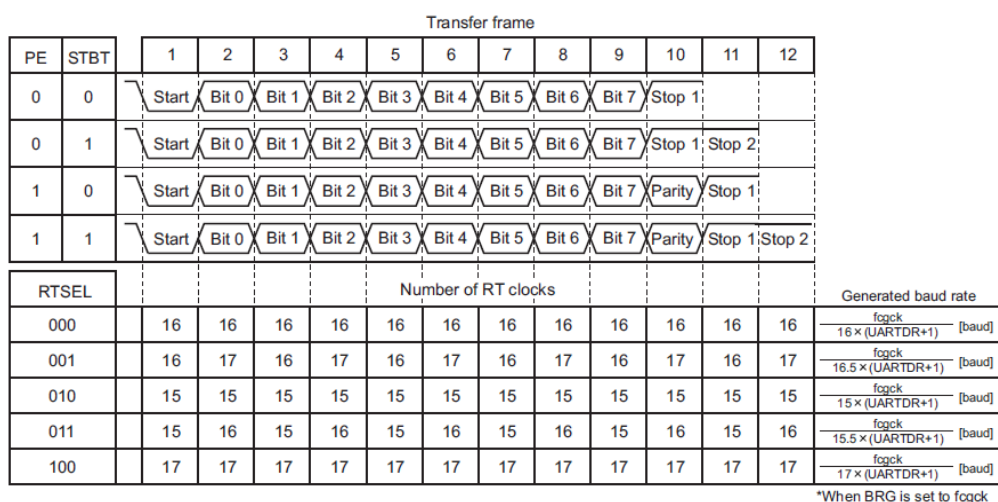 Transfer frame
PE STBT 1 2 3 4 5 6 7 8 9 10 11 12
0 0 Start Bit 0 Bit 1 Bit 2 Bit 3 Bit 4 Bit 5 Bit 6 Bit 7 Stop 1
0 1 Start Bit 0 Bit 1 Bit 2 Bit 3 Bit 4 Bit 5 Bit 6 Bit 7 Stop 1 Stop 2
1 0 Start Bit 0 Bit 1 Bit 2 Bit 3 Bit 4 Bit 5 Bit 6 Bit 7 Parity Stop 1
1 1 Start Bit 0 Bit 1 Bit 2 Bit 3 Bit 4 Bit 5 Bit 6 Bit 7 Parity Stop 1 Stop 2
RTSEL Number of RT clocks Generated baud rate
000 16 16 16 16 16 16 16 16 16 16 16 16 fcgck / 16×(UARTDR+1) [baud]
001 16 17 16 17 16 17 16 17 16 17 16 17 fcgck / 16.5×(UARTDR+1) [baud]
010 15 15 15 15 15 15 15 15 15 15 15 15 fcgck / 15×(UARTDR+1) [baud]
011 15 16 15 16 15 16 15 16 15 16 15 16 fcgck / 15.5×(UARTDR+1) [baud]
100 17 17 17 17 17 17 17 17 17 17 17 17 fcgck / 17×(UARTDR+1) [baud]
*When BRG is set to fcgck